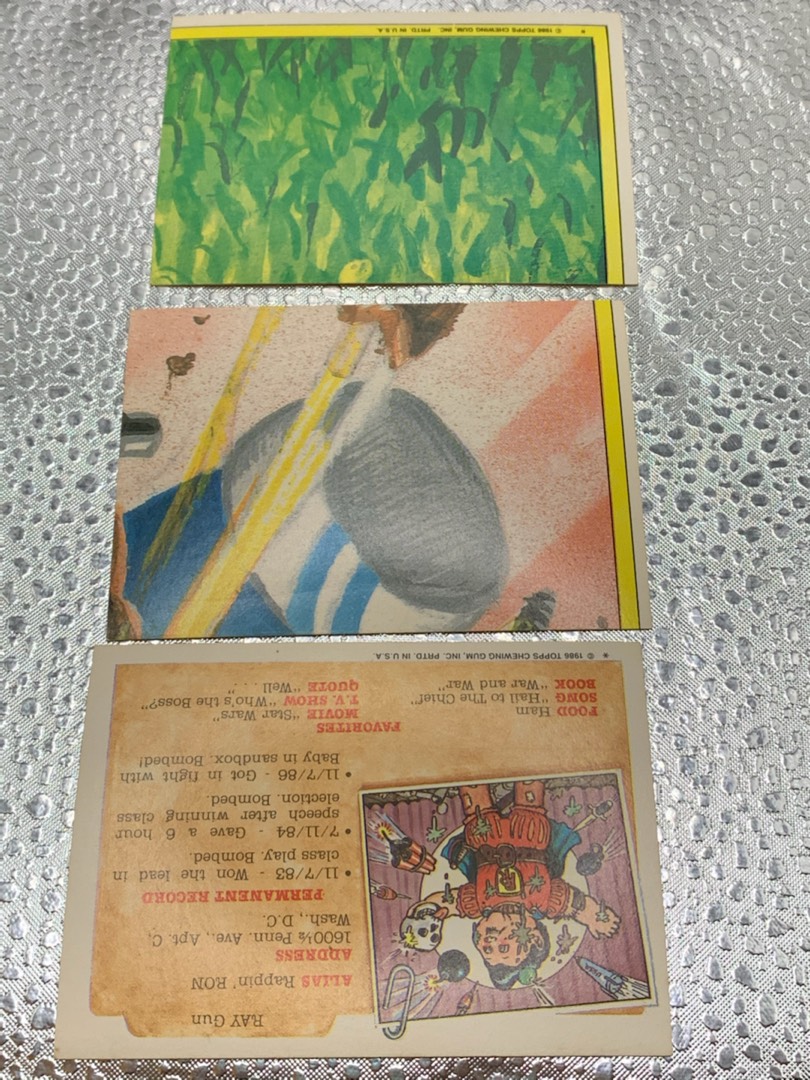 * © 1986 TOPPS CHEWING GUM, INC. PRTD. IN U.S.A.
RAY Gun
ALIAS Rappin' RON
ADDRESS
1600½ Penn. Ave., Apt. C,
Wash., D.C.
PERMANENT RECORD
• 11/7/83 - Won the lead in
class play. Bombed.
• 7/11/84 - Gave a 6 hour
speech after winning class
election. Bombed.
• 11/7/86 - Got in fight with
Baby in sandbox. Bombed!
FAVORITES
FOOD Ham
SONG "Hail to The Chief"
BOOK "War and War"
MOVIE "Star Wars"
T.V. SHOW "Who's the Boss?"
QUOTE "Well . . . ."
* © 1986 TOPPS CHEWING GUM, INC. PRTD. IN U.S.A.